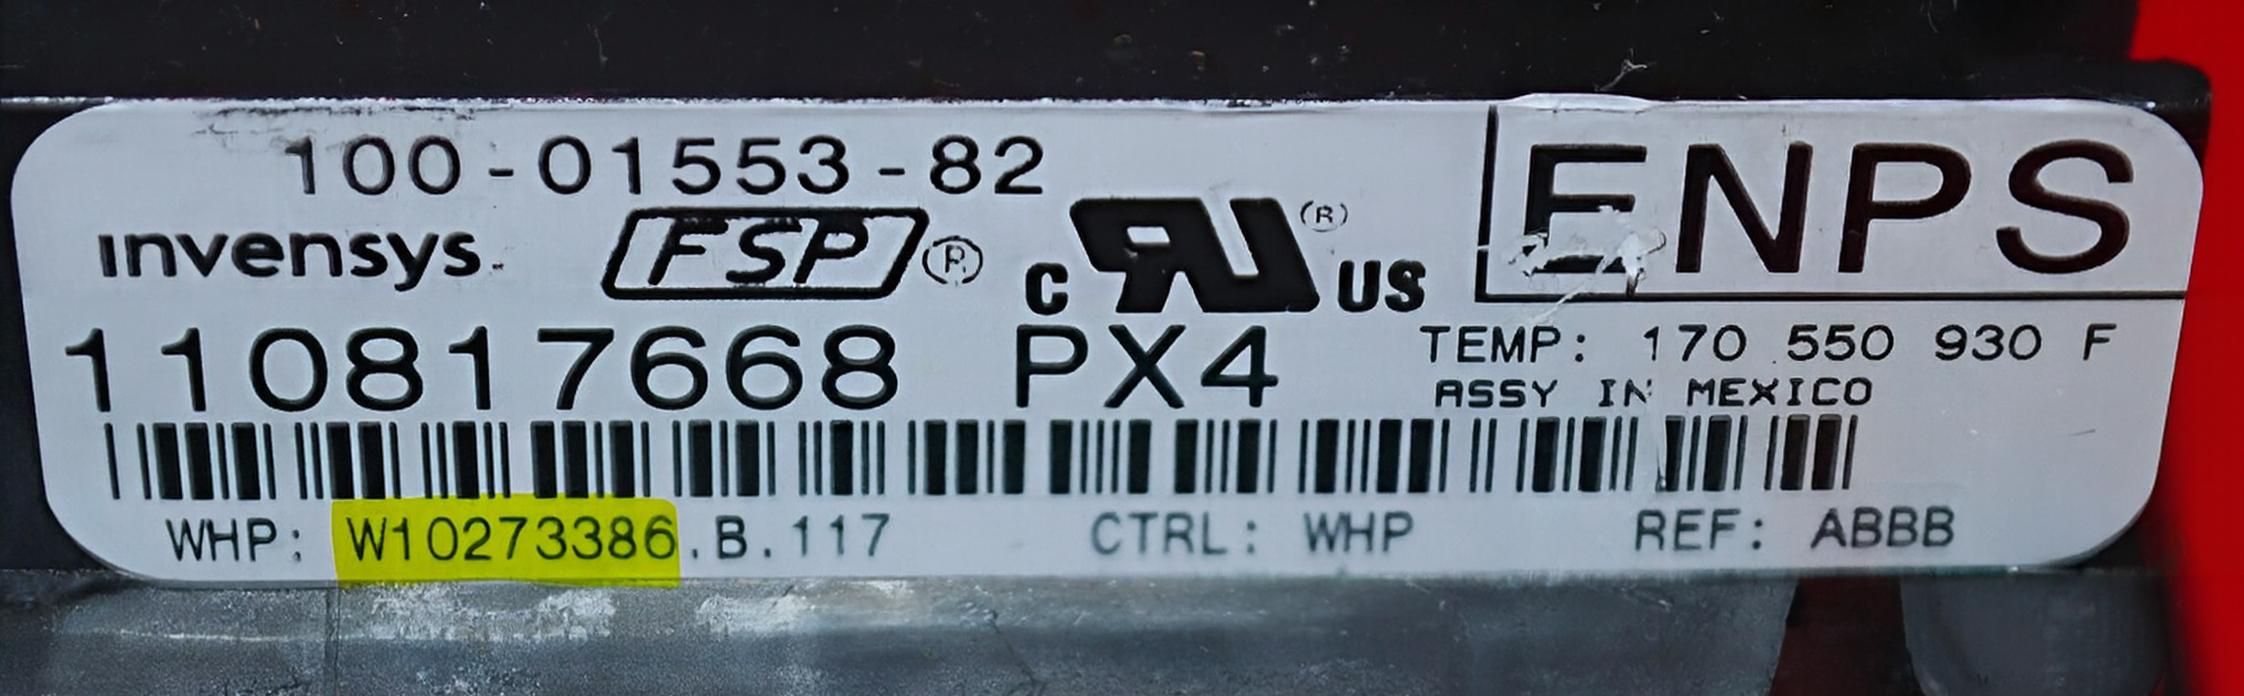 100-01553-82
invensys FSP ® c RU ® US ENPS
110817668 PX4 TEMP: 170 550 930 F
ASSY IN MEXICO
WHP: W10273386.B.117 CTRL: WHP REF: ABBB